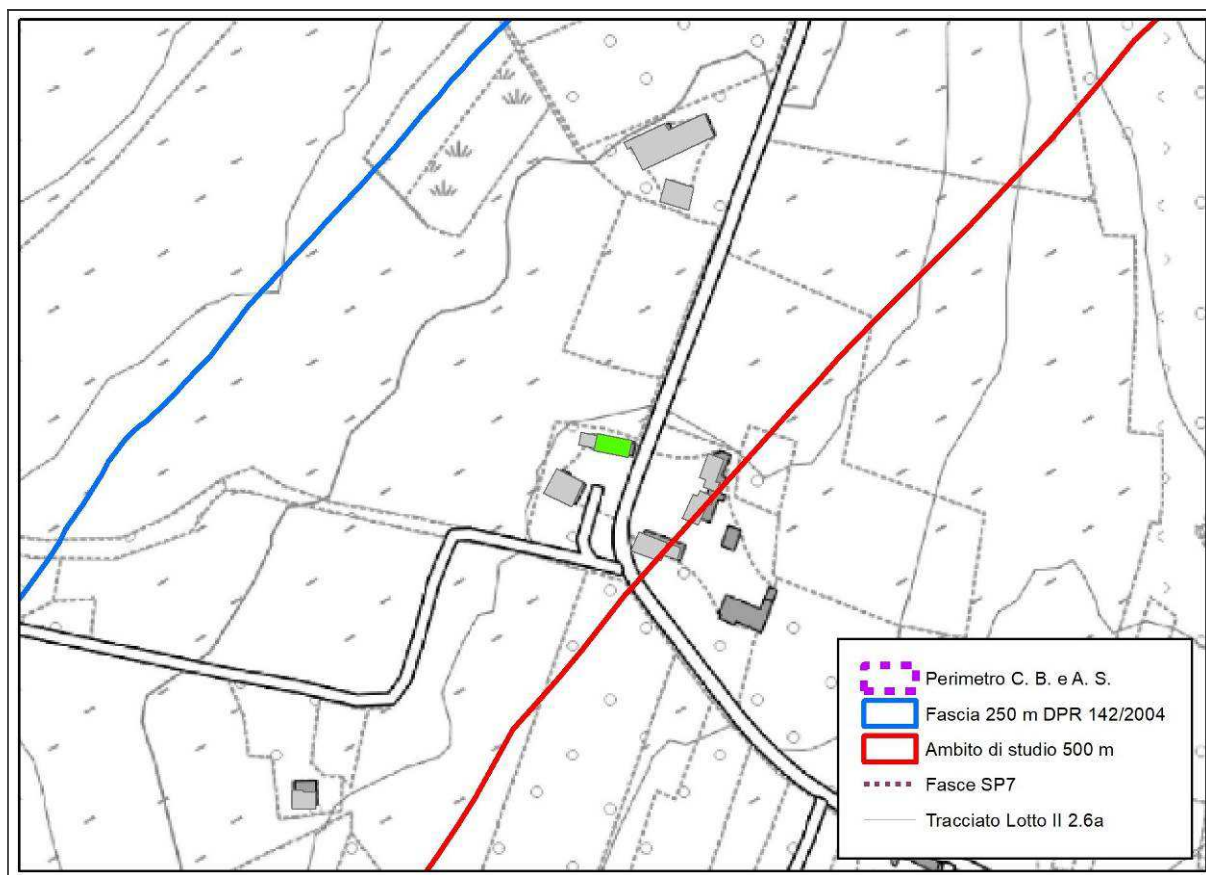 Perimetro C. B. e A. S.
Fascia 250 m DPR 142/2004
Ambito di studio 500 m
Fasce SP7
Tracciato Lotto II 2.6a